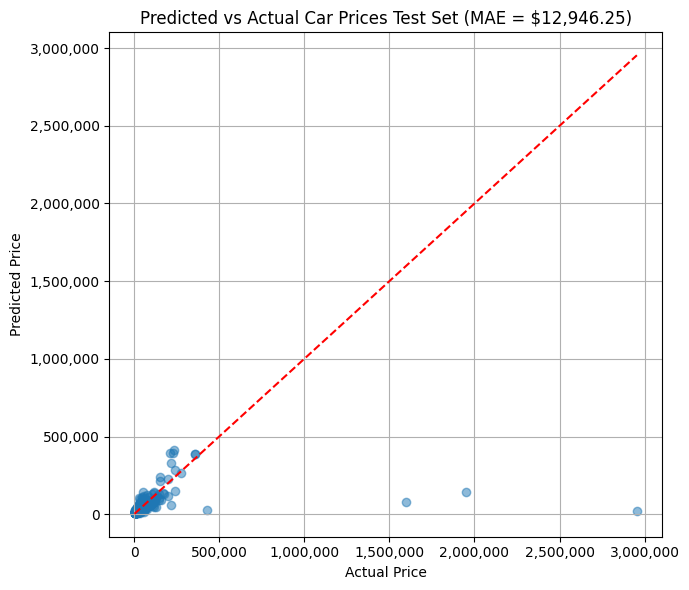 Predicted vs Actual Car Prices Test Set (MAE = $12,946.25)
3,000,000
2,500,000
2,000,000
1,500,000
1,000,000
500,000
0
Predicted Price
0 500,000 1,000,000 1,500,000 2,000,000 2,500,000 3,000,000
Actual Price